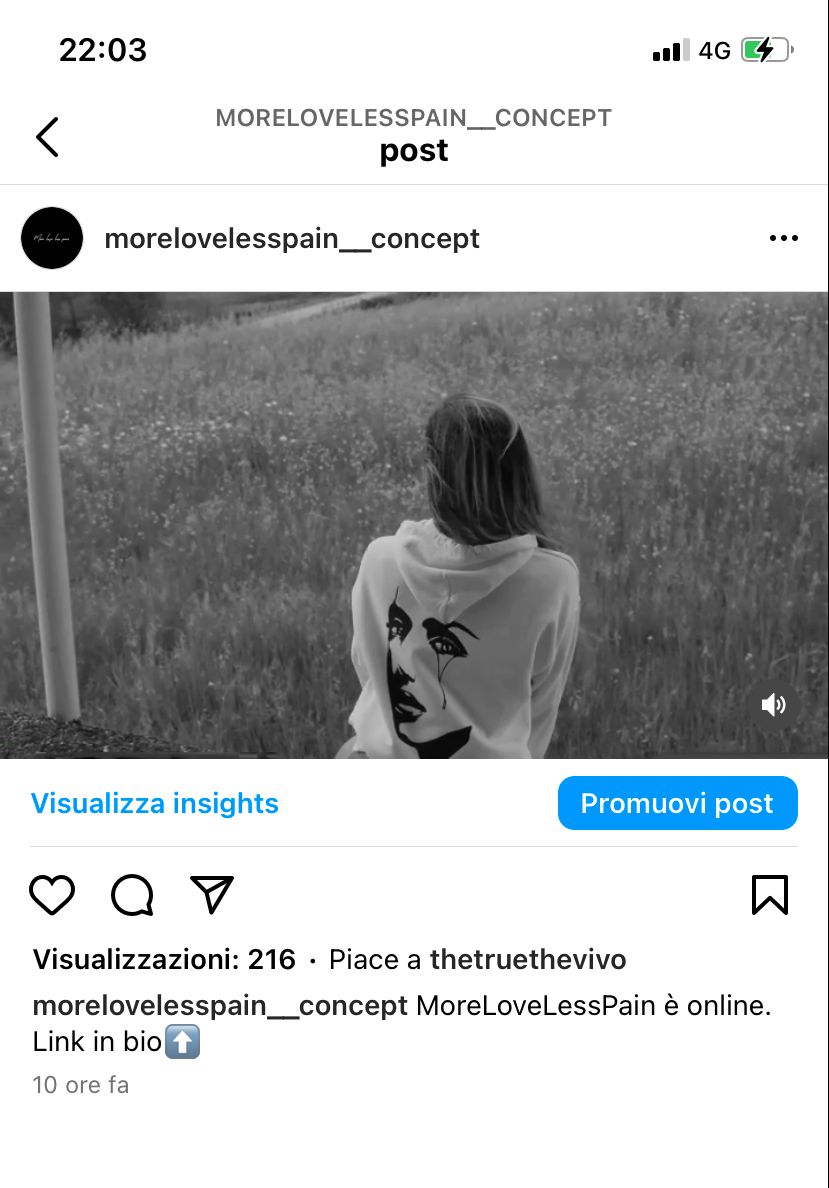 22:03
4G
MORELOVELESSPAIN__CONCEPT
post
morelovelesspain__concept
Visualizza insights
Promuovi post
Visualizzazioni: 216 · Piace a thetruethevivo
morelovelesspain__concept MoreLoveLessPain è online.
Link in bio⬆️
10 ore fa